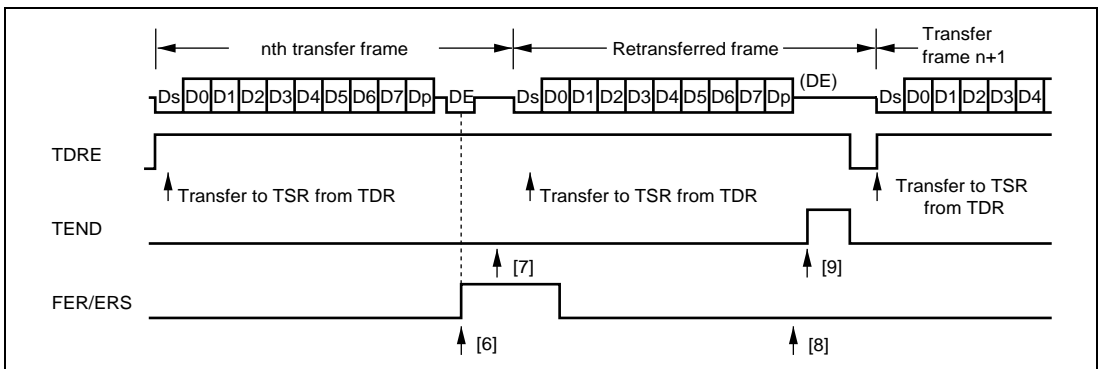 nth transfer frame
Retransferred frame
Transfer
frame n+1
Ds D0 D1 D2 D3 D4 D5 D6 D7 Dp DE Ds D0 D1 D2 D3 D4 D5 D6 D7 Dp (DE) Ds D0 D1 D2 D3 D4
TDRE
Transfer to TSR from TDR
Transfer to TSR from TDR
Transfer to TSR
from TDR
TEND
[7]
[9]
FER/ERS
[6]
[8]